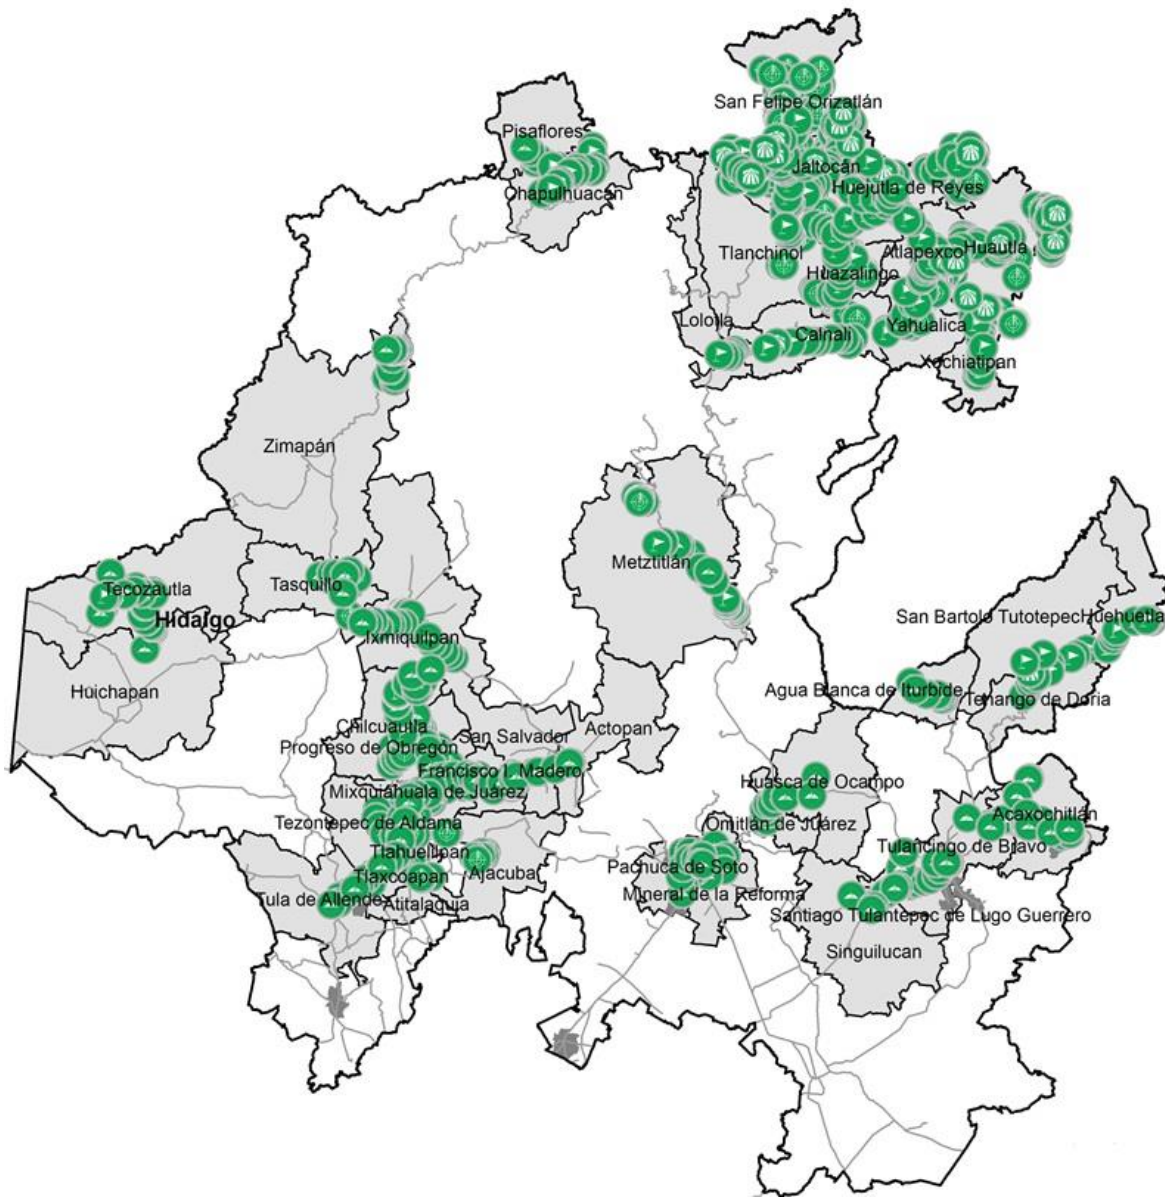 San Felipe Orizatlán
Pisaflores
Jaltocán
Chapulhuacán
Huejutla de Reyes
Tlanchinol
Atlapexco
Huautla
Huazalingo
Lolotla
Calnali
Yahualica
Xochiatipan
Zimapán
Metztitlán
Tasquillo
Tecozautla
Hidalgo
San Bartolo Tutotepec
Huehuetla
Ixmiquilpan
Huichapan
Agua Blanca de Iturbide
Tenango de Doria
Chilcuautla
San Salvador
Actopan
Progreso de Obregón
Francisco I. Madero
Huasca de Ocampo
Mixquiahuala de Juárez
Acaxochitlán
Tezontepec de Aldama
Omitlán de Juárez
Tulancingo de Bravo
Tlahuelilpan
Pachuca de Soto
Ajacuba
Tlaxcoapan
Mineral de la Reforma
Tula de Allende
Atitalaquia
Santiago Tulantepec de Lugo Guerrero
Singuilucan